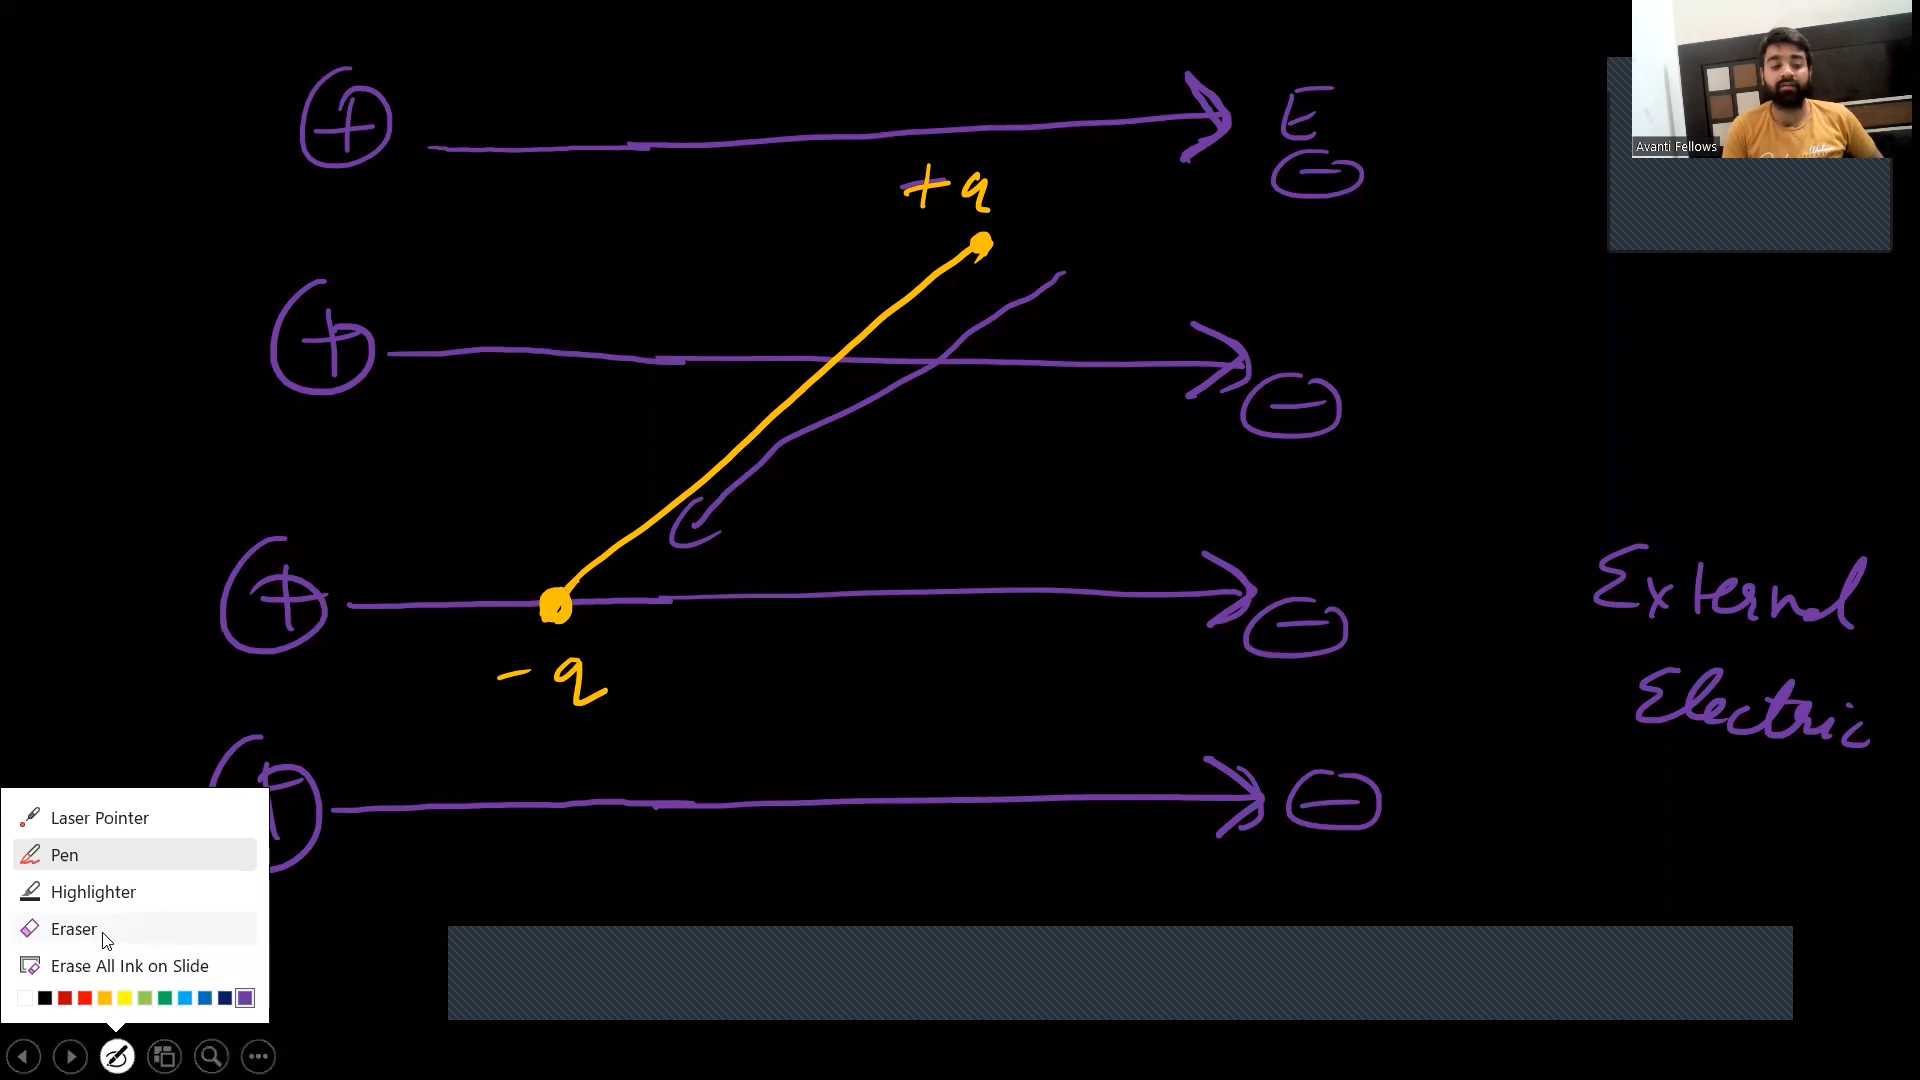 E
+q
Avanti Fellows
-q
External
Electric
Laser Pointer
Pen
Highlighter
Eraser
Erase All Ink on Slide